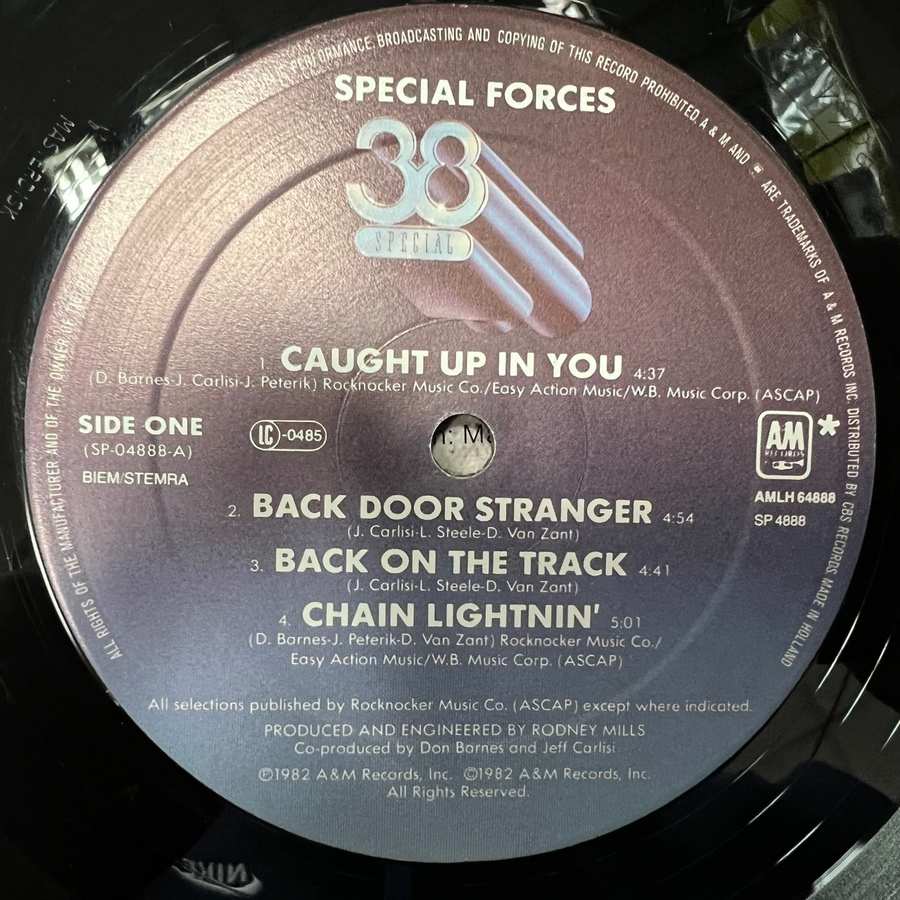 PERFORMANCE, BROADCASTING AND COPYING OF THIS RECORD PROHIBITED. A & M AND ARE TRADEMARKS OF A & M RECORDS INC. DISTRIBUTED BY CBS RECORDS. MADE IN HOLLAND
ALL RIGHTS OF THE MANUFACTURER AND OF THE OWNER OF THE
SPECIAL FORCES
38
SPECIAL
1. CAUGHT UP IN YOU 4:37
(D. Barnes-J. Carlisi-J. Peterik) Rocknocker Music Co./Easy Action Music/W.B. Music Corp. (ASCAP)
SIDE ONE
(SP-04888-A)
BIEM/STEMRA
LC-0485
AM
RECORDS
*
AMLH 64888
SP 4888
2. BACK DOOR STRANGER 4:54
(J. Carlisi-L. Steele-D. Van Zant)
3. BACK ON THE TRACK 4:41
(J. Carlisi-L. Steele-D. Van Zant)
4. CHAIN LIGHTNIN' 5:01
(D. Barnes-J. Peterik-D. Van Zant) Rocknocker Music Co./
Easy Action Music/W.B. Music Corp. (ASCAP)
All selections published by Rocknocker Music Co. (ASCAP) except where indicated.
PRODUCED AND ENGINEERED BY RODNEY MILLS
Co-produced by Don Barnes and Jeff Carlisi
℗1982 A&M Records, Inc. ©1982 A&M Records, Inc.
All Rights Reserved.